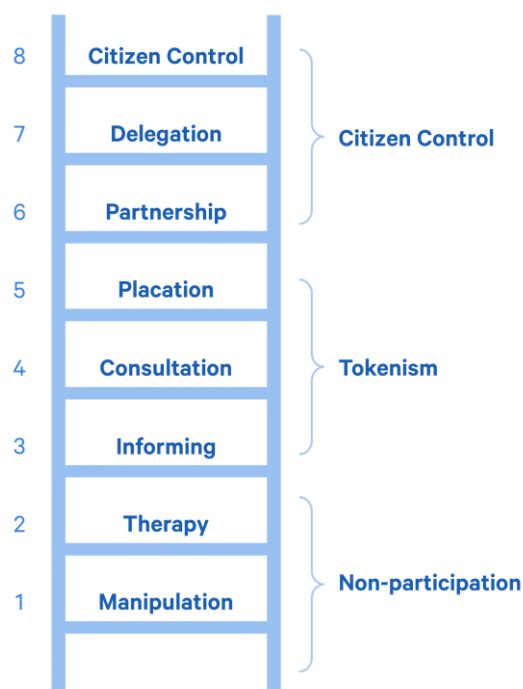 8 Citizen Control
7 Delegation
Citizen Control
6 Partnership
5 Placation
4 Consultation
Tokenism
3 Informing
2 Therapy
Non-participation
1 Manipulation